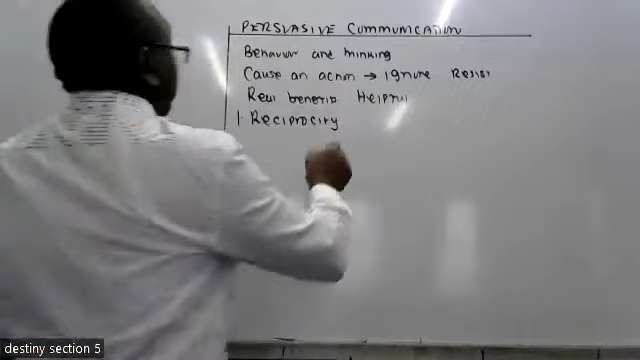 PERSUASIVE COMMUNICATION
Behaviour and thinking
Cause an action → ignore Resist
Real benefits Helpful
1. Reciprocity
destiny section 5